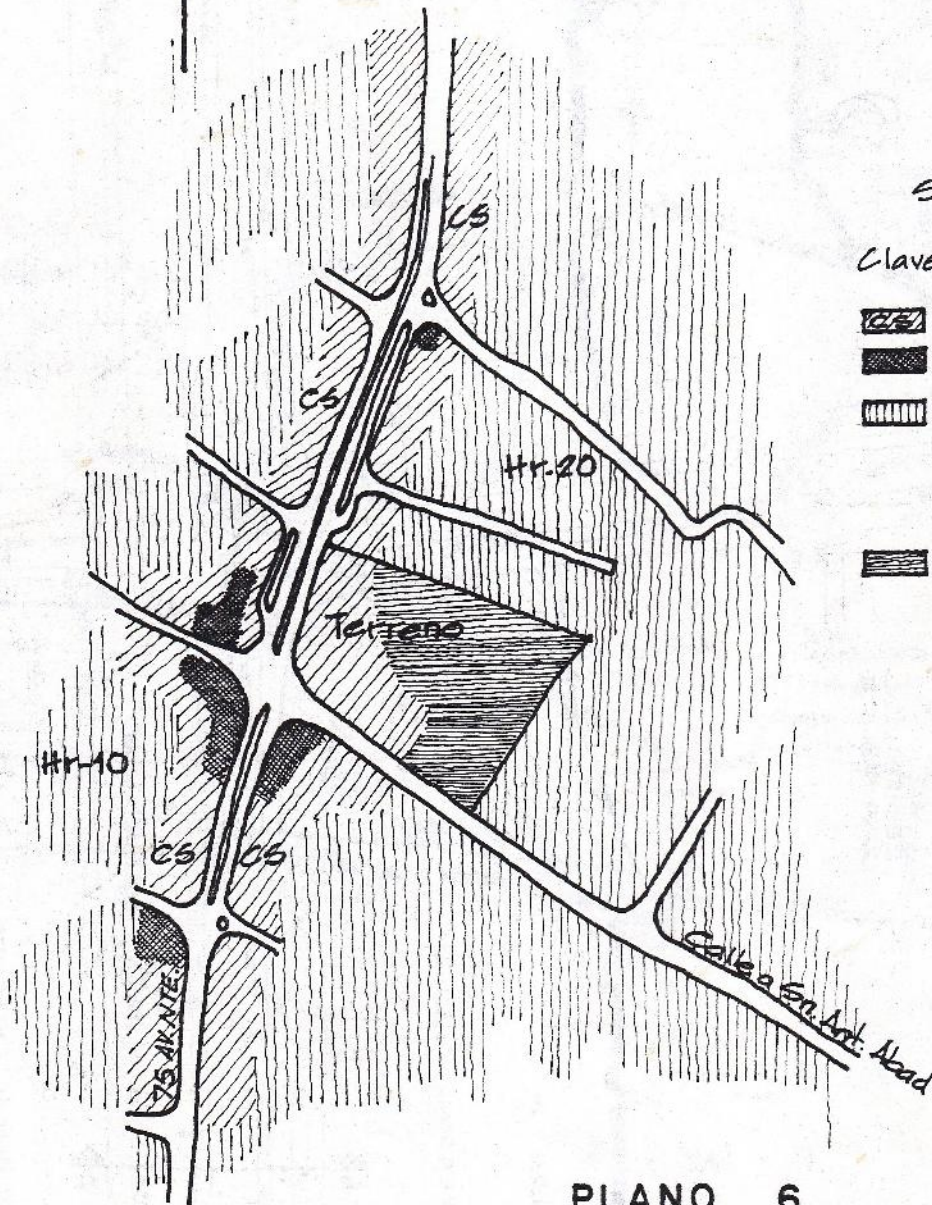 CS
Clave
CS
CS
Hr-20
Terreno
Hr-10
CS
CS
75 AV. NTE.
Calle a Sn. Ant. Abad
PLANO 6